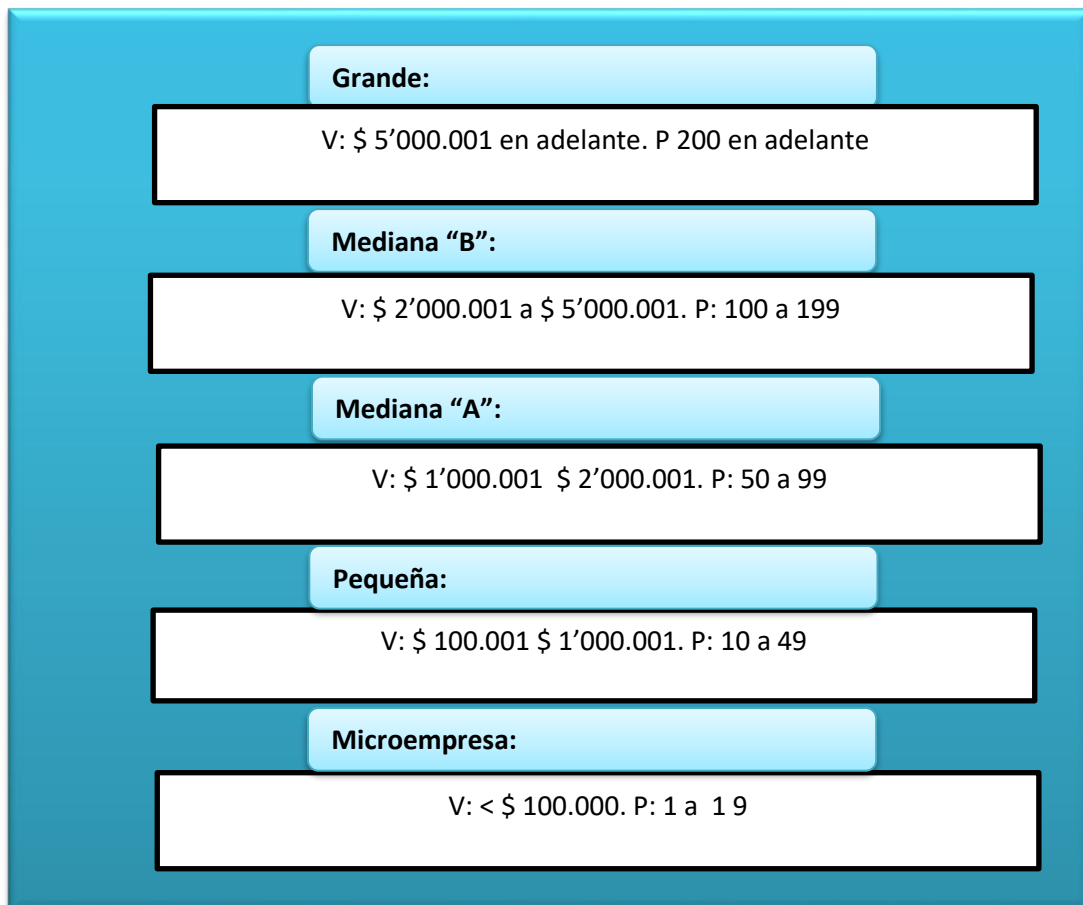 Grande:
V: $ 5’000.001 en adelante. P 200 en adelante
Mediana “B”:
V: $ 2’000.001 a $ 5’000.001. P: 100 a 199
Mediana “A”:
V: $ 1’000.001  $ 2’000.001. P: 50 a 99
Pequeña:
V: $ 100.001 $ 1’000.001. P: 10 a 49
Microempresa:
V: < $ 100.000. P: 1 a  1 9